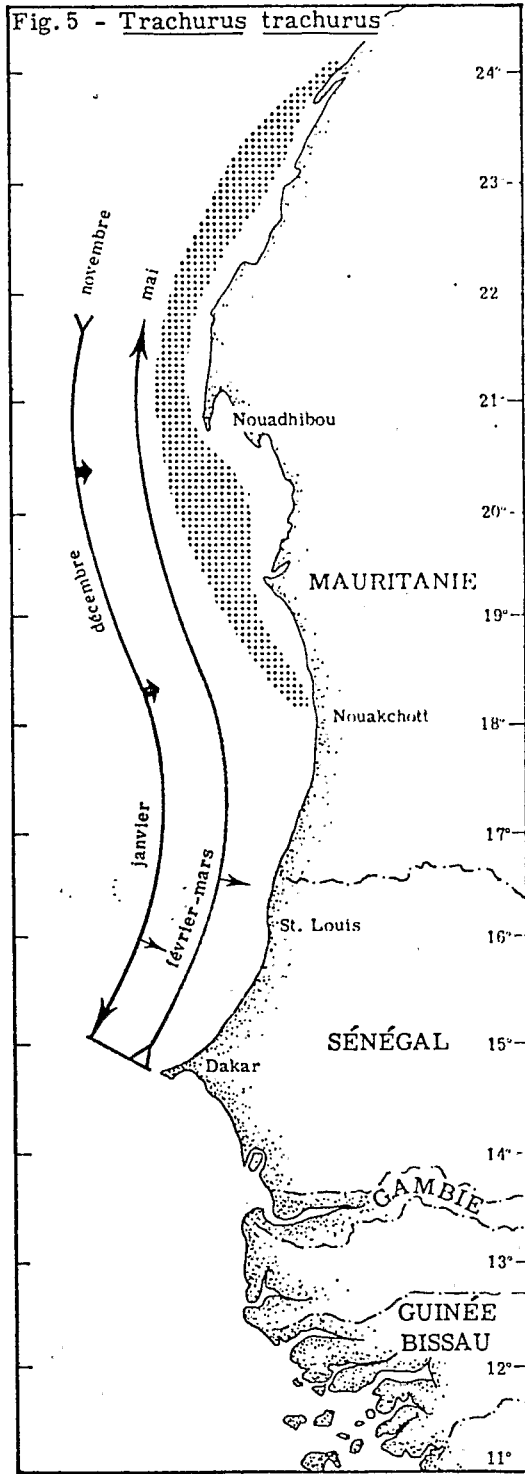 Fig. 5 - Trachurus trachurus
24°
23°
novembre
mai
22
21°
Nouadhibou
20°
décembre
MAURITANIE
19°
Nouakchott
18°
janvier
17°
février-mars
St. Louis
16°
SÉNÉGAL
15°
Dakar
14°
GAMBIE
13°
GUINÉE
BISSAU
12°
11°